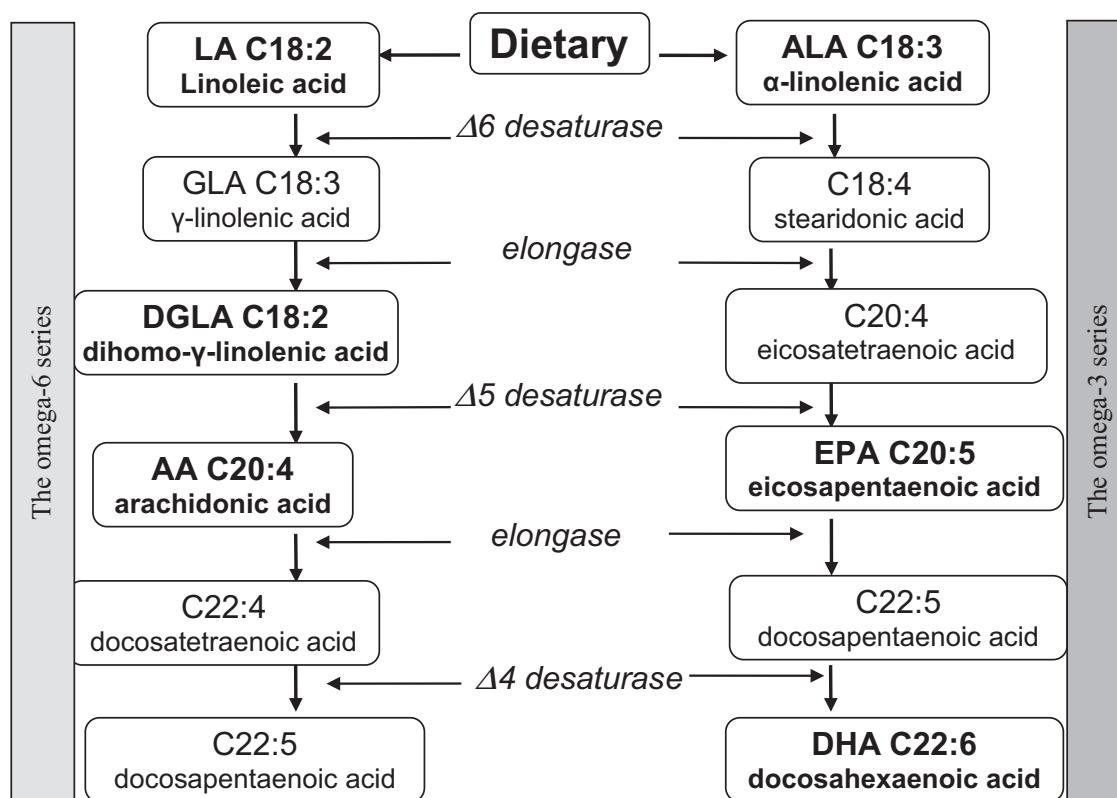 Dietary
LA C18:2
Linoleic acid
ALA C18:3
α-linolenic acid
Δ6 desaturase
GLA C18:3
γ-linolenic acid
C18:4
stearidonic acid
elongase
DGLA C18:2
dihomo-γ-linolenic acid
C20:4
eicosatetraenoic acid
Δ5 desaturase
AA C20:4
arachidonic acid
EPA C20:5
eicosapentaenoic acid
elongase
C22:4
docosatetraenoic acid
C22:5
docosapentaenoic acid
Δ4 desaturase
C22:5
docosapentaenoic acid
DHA C22:6
docosahexaenoic acid
The omega-6 series
The omega-3 series